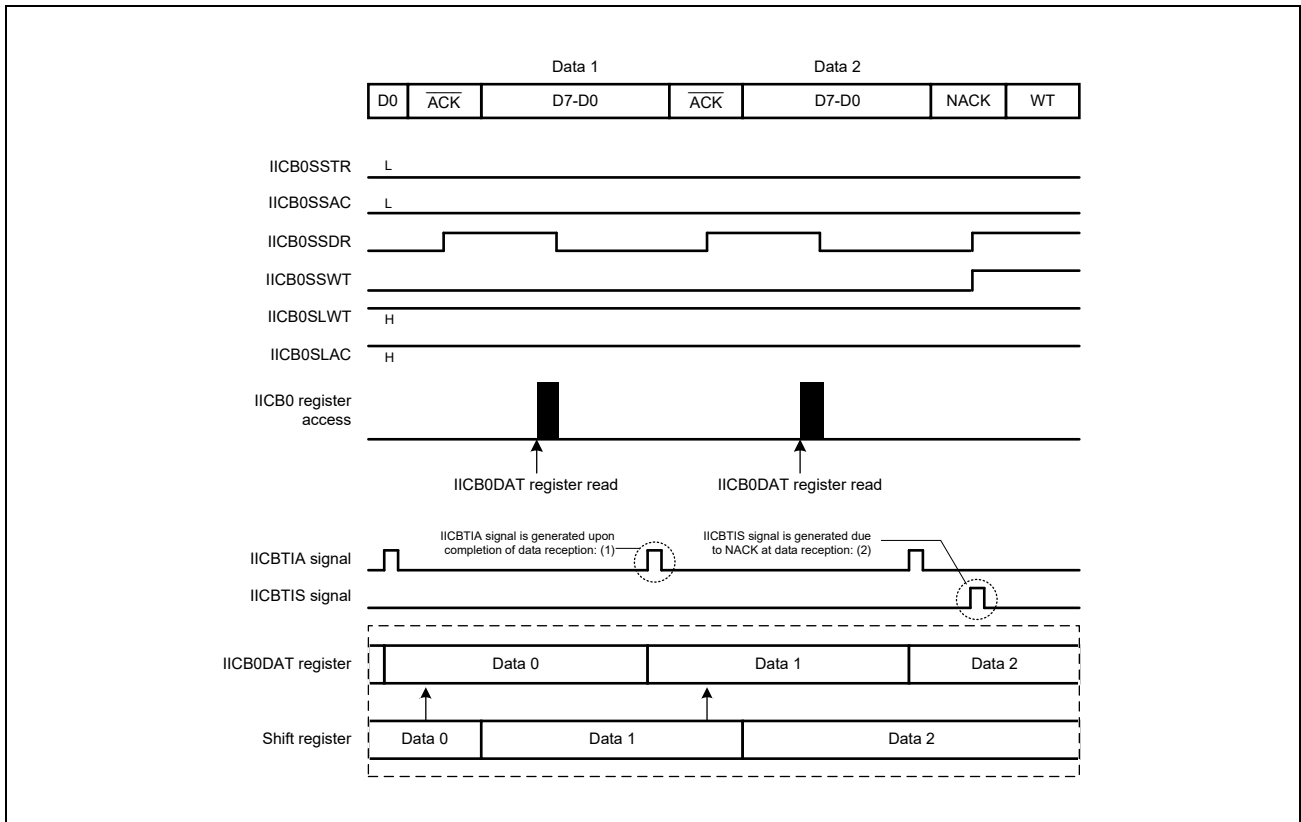 Data 1 Data 2
D0 ACK D7-D0 ACK D7-D0 NACK WT
IICB0SSTR L
IICB0SSAC L
IICB0SSDR
IICB0SSWT
IICB0SLWT H
IICB0SLAC H
IICB0 register
access
IICB0DAT register read IICB0DAT register read
IICBTIA signal is generated upon
completion of data reception: (1)
IICBTIS signal is generated due
to NACK at data reception: (2)
IICBTIA signal
IICBTIS signal
IICB0DAT register Data 0 Data 1 Data 2
Shift register Data 0 Data 1 Data 2